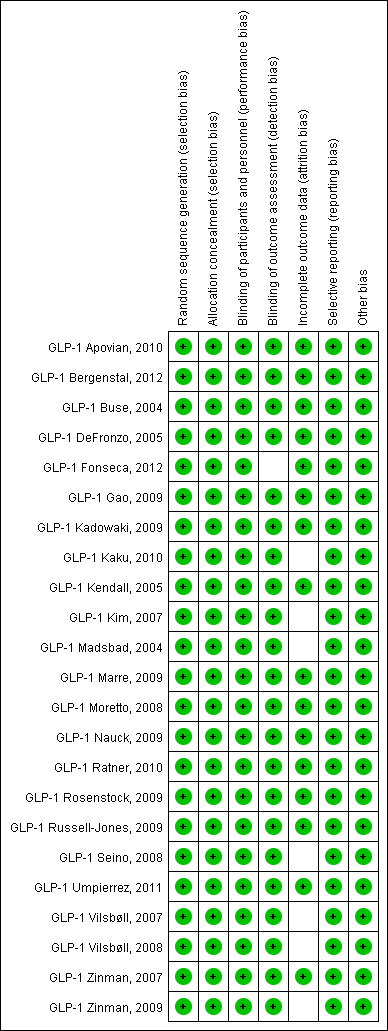 Random sequence generation (selection bias)
Allocation concealment (selection bias)
Blinding of participants and personnel (performance bias)
Blinding of outcome assessment (detection bias)
Incomplete outcome data (attrition bias)
Selective reporting (reporting bias)
Other bias
GLP-1 Apovian, 2010 + + + + + + +
GLP-1 Bergenstal, 2012 + + + + + + +
GLP-1 Buse, 2004 + + + + + + +
GLP-1 DeFronzo, 2005 + + + + + + +
GLP-1 Fonseca, 2012 + + + + + +
GLP-1 Gao, 2009 + + + + + + +
GLP-1 Kadowaki, 2009 + + + + + + +
GLP-1 Kaku, 2010 + + + + + +
GLP-1 Kendall, 2005 + + + + + + +
GLP-1 Kim, 2007 + + + + + +
GLP-1 Madsbad, 2004 + + + + + +
GLP-1 Marre, 2009 + + + + + + +
GLP-1 Moretto, 2008 + + + + + + +
GLP-1 Nauck, 2009 + + + + + + +
GLP-1 Ratner, 2010 + + + + + + +
GLP-1 Rosenstock, 2009 + + + + + + +
GLP-1 Russell-Jones, 2009 + + + + + + +
GLP-1 Seino, 2008 + + + + + +
GLP-1 Umpierrez, 2011 + + + + + + +
GLP-1 Vilsbøll, 2007 + + + + + +
GLP-1 Vilsbøll, 2008 + + + + + +
GLP-1 Zinman, 2007 + + + + + + +
GLP-1 Zinman, 2009 + + + + + +